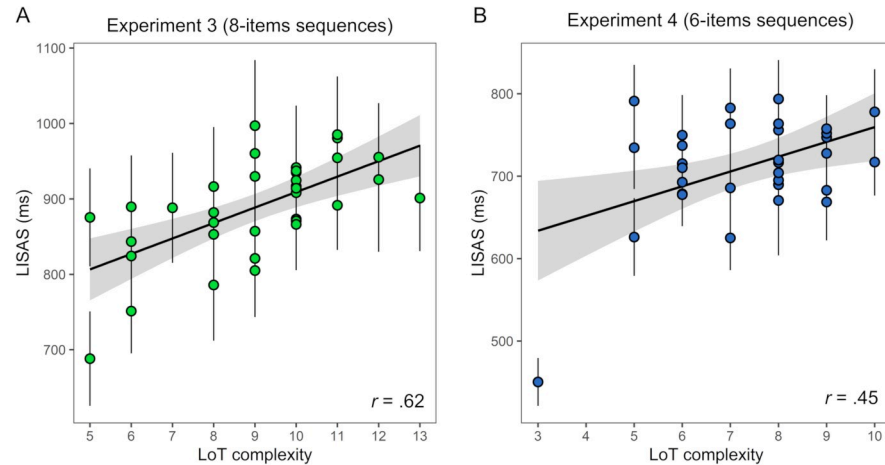 A
Experiment 3 (8-items sequences)
1100
1000
900
800
700
LISAS (ms)
r = .62
5 6 7 8 9 10 11 12 13
LoT complexity
B
Experiment 4 (6-items sequences)
800
700
600
500
LISAS (ms)
r = .45
3 4 5 6 7 8 9 10
LoT complexity